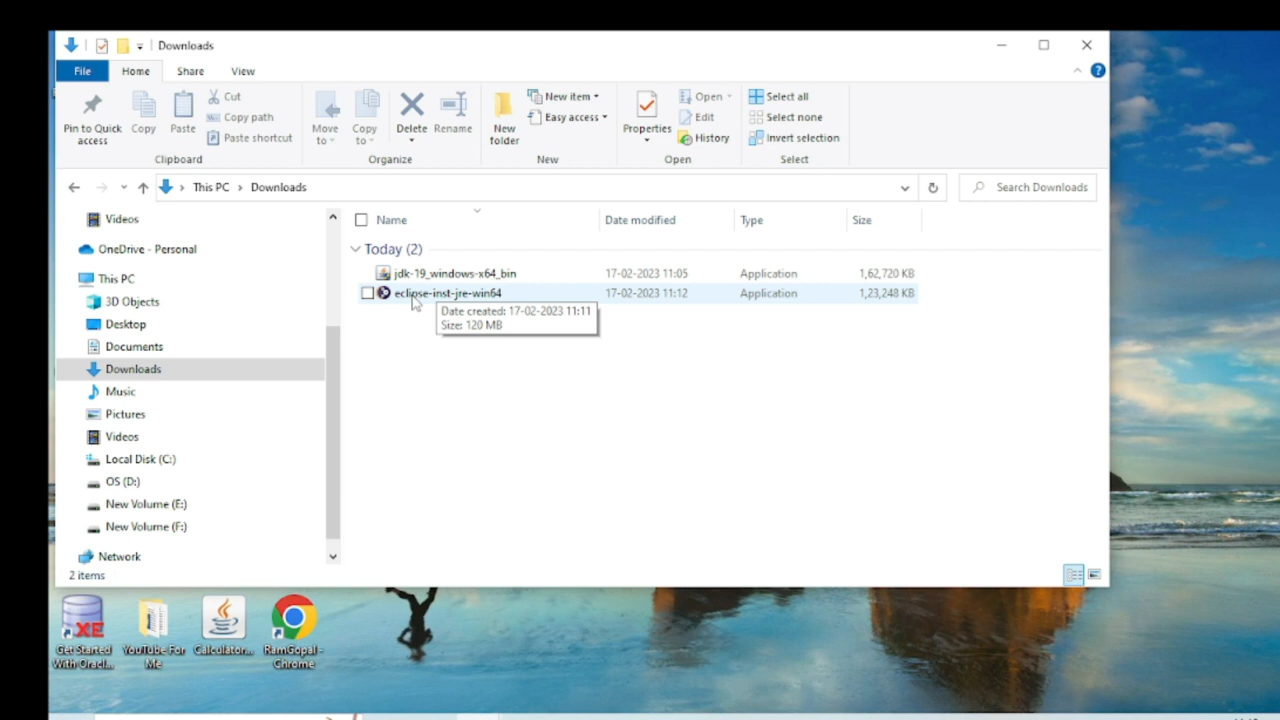 Downloads
File Home Share View
Pin to Quick access
Copy
Paste
Cut
Copy path
Paste shortcut
Clipboard
Move to
Copy to
Delete
Rename
Organize
New folder
New item
Easy access
New
Properties
Open
Edit
History
Open
Select all
Select none
Invert selection
Select
This PC > Downloads
Search Downloads
Videos
OneDrive - Personal
This PC
3D Objects
Desktop
Documents
Downloads
Music
Pictures
Videos
Local Disk (C:)
OS (D:)
New Volume (E:)
New Volume (F:)
Network
Name Date modified Type Size
Today (2)
jdk-19_windows-x64_bin 17-02-2023 11:05 Application 1,62,720 KB
eclipse-inst-jre-win64 17-02-2023 11:12 Application 1,23,248 KB
Date created: 17-02-2023 11:11
Size: 120 MB
2 items
XE
Get Started
With Oracl...
YouTube For
Me
Calculator...
RamGopal -
Chrome